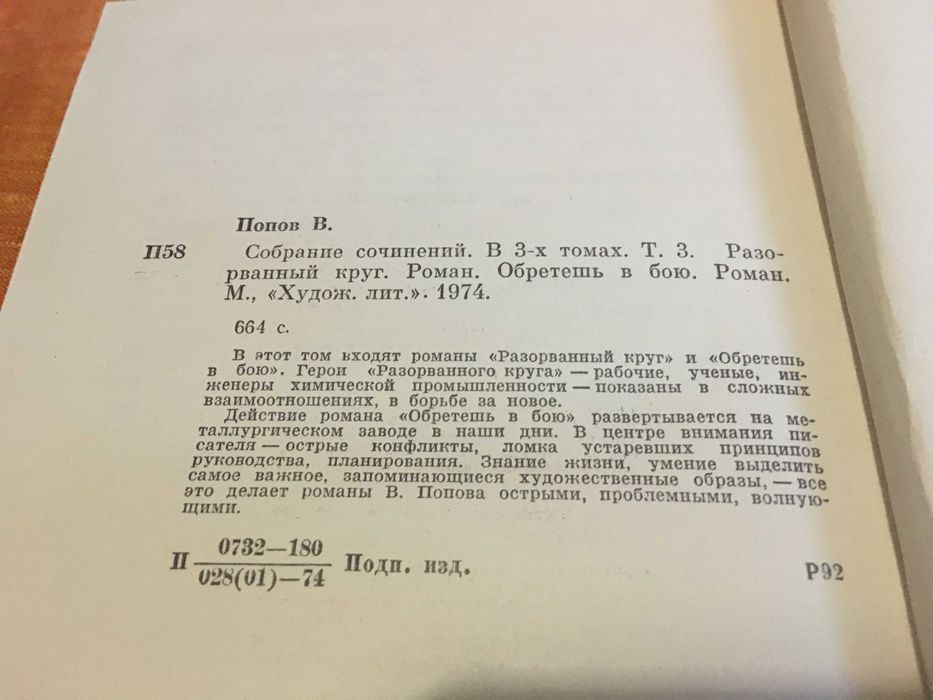 Попов В.
П58 Собрание сочинений. В 3-х томах. Т. 3. Разо-
рванный круг. Роман. Обретешь в бою. Роман.
М., «Худож. лит.». 1974.
664 с.
В этот том входят романы «Разорванный круг» и «Обретешь
в бою». Герои «Разорванного круга» — рабочие, ученые, ин-
женеры химической промышленности — показаны в сложных
взаимоотношениях, в борьбе за новое.
Действие романа «Обретешь в бою» развертывается на ме-
таллургическом заводе в наши дни. В центре внимания пи-
сателя — острые конфликты, ломка устаревших принципов
руководства, планирования. Знание жизни, умение выделить
самое важное, запоминающиеся художественные образы, — все
это делает романы В. Попова острыми, проблемными, волную-
щими.
П 0732—180
028(01)—74 Подп. изд.
Р92